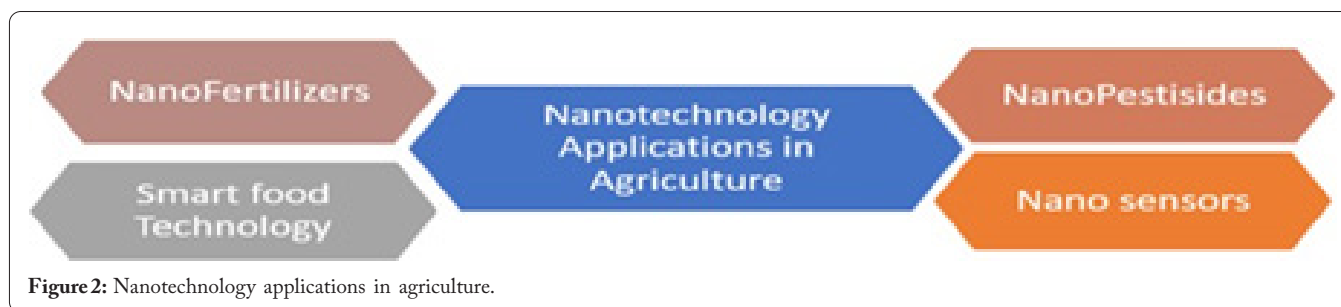 NanoFertilizers
Smart food
Technology
Nanotechnology
Applications in
Agriculture
NanoPestisides
Nano sensors
Figure 2: Nanotechnology applications in agriculture.